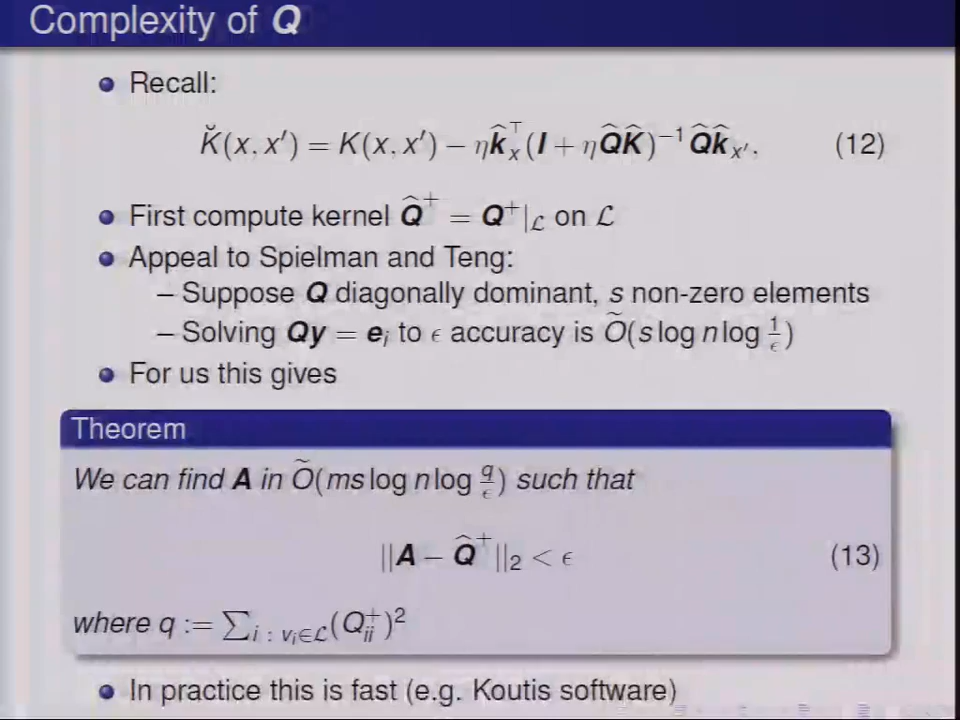 Complexity of Q
Recall:
K̆(x, x′) = K(x, x′) − ηk̂ₓ^⊤(I + ηQ̂K̂)⁻¹Q̂k̂ₓ′. (12)
First compute kernel Q̂⁺ = Q⁺|_ℒ on ℒ
Appeal to Spielman and Teng:
– Suppose Q diagonally dominant, s non-zero elements
– Solving Qy = eᵢ to ϵ accuracy is Õ(s log n log 1/ϵ)
For us this gives
Theorem
We can find A in Õ(ms log n log q/ϵ) such that
||A − Q̂⁺||₂ < ϵ (13)
where q := ∑_{i : vᵢ∈ℒ}(Q⁺ᵢᵢ)²
In practice this is fast (e.g. Koutis software)